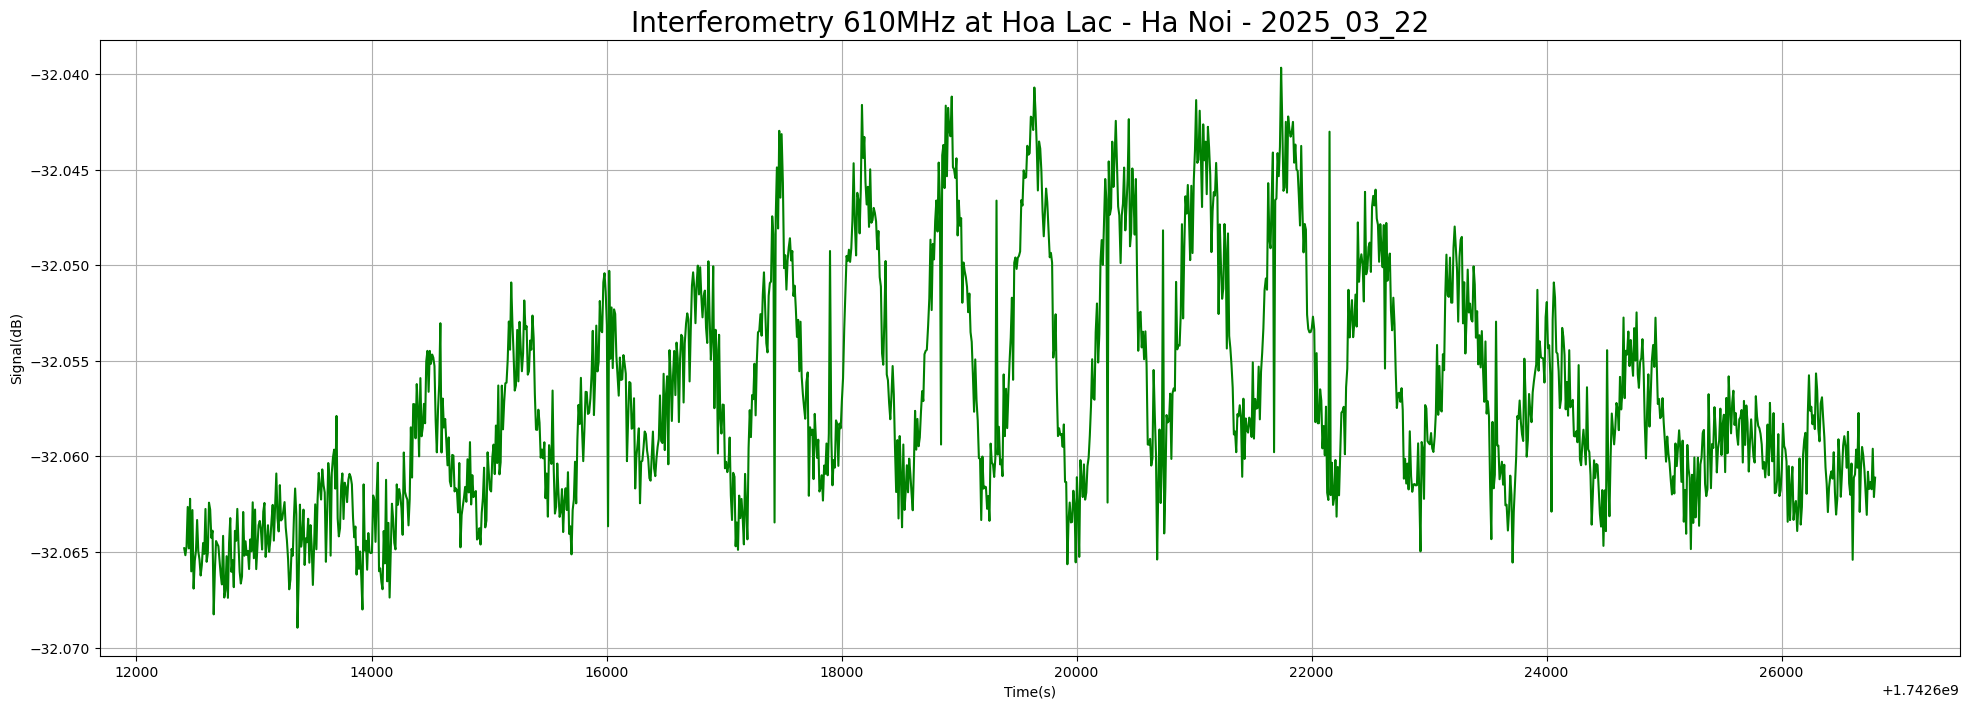 Interferometry 610MHz at Hoa Lac - Ha Noi - 2025_03_22
Signal(dB)
−32.040
−32.045
−32.050
−32.055
−32.060
−32.065
−32.070
12000 14000 16000 18000 20000 22000 24000 26000
Time(s)
+1.7426e9